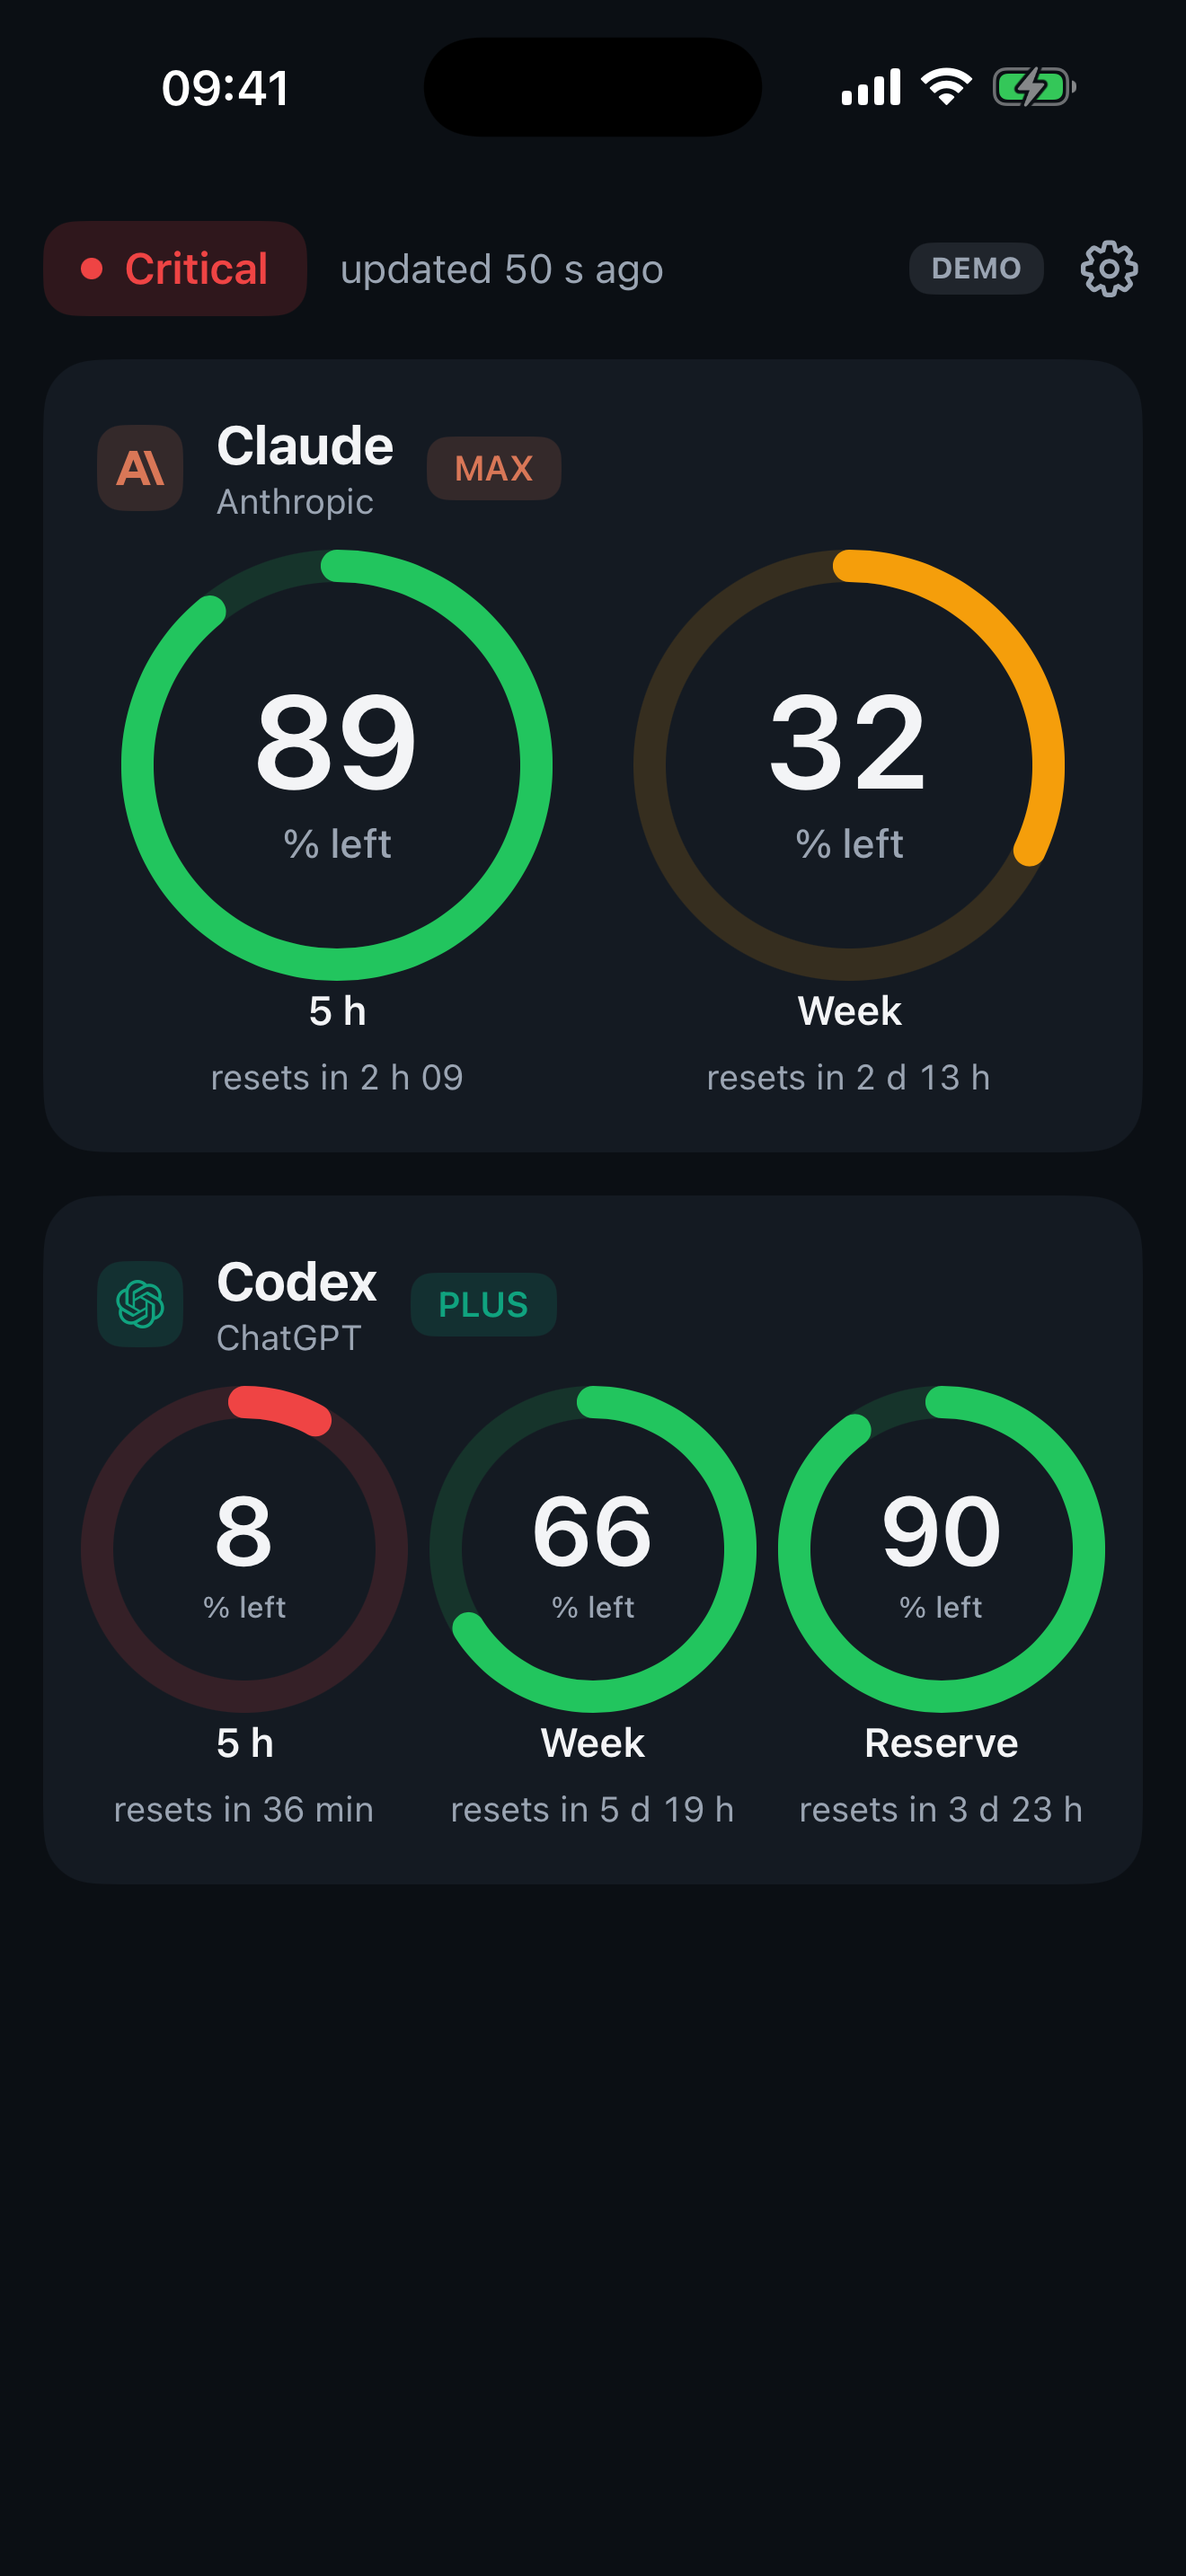 09:41
Critical updated 50 s ago DEMO
Claude MAX
Anthropic
89 32
% left % left
5 h Week
resets in 2 h 09 resets in 2 d 13 h
Codex PLUS
ChatGPT
8 66 90
% left % left % left
5 h Week Reserve
resets in 36 min resets in 5 d 19 h resets in 3 d 23 h